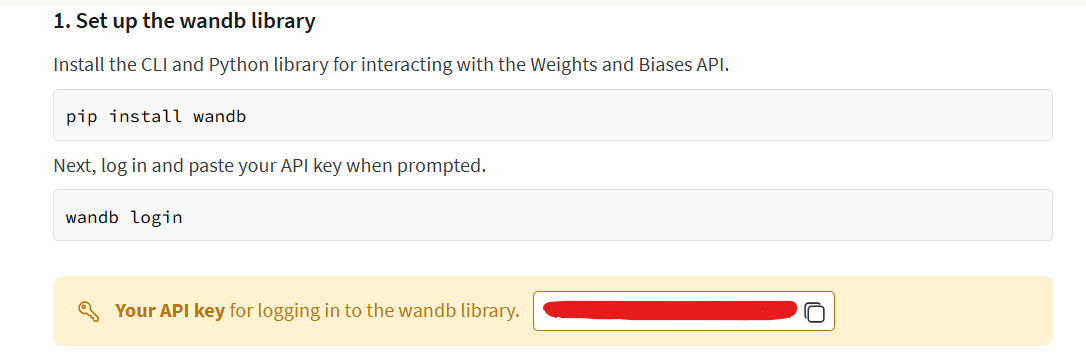 1. Set up the wandb library
Install the CLI and Python library for interacting with the Weights and Biases API.
pip install wandb
Next, log in and paste your API key when prompted.
wandb login
Your API key for logging in to the wandb library.